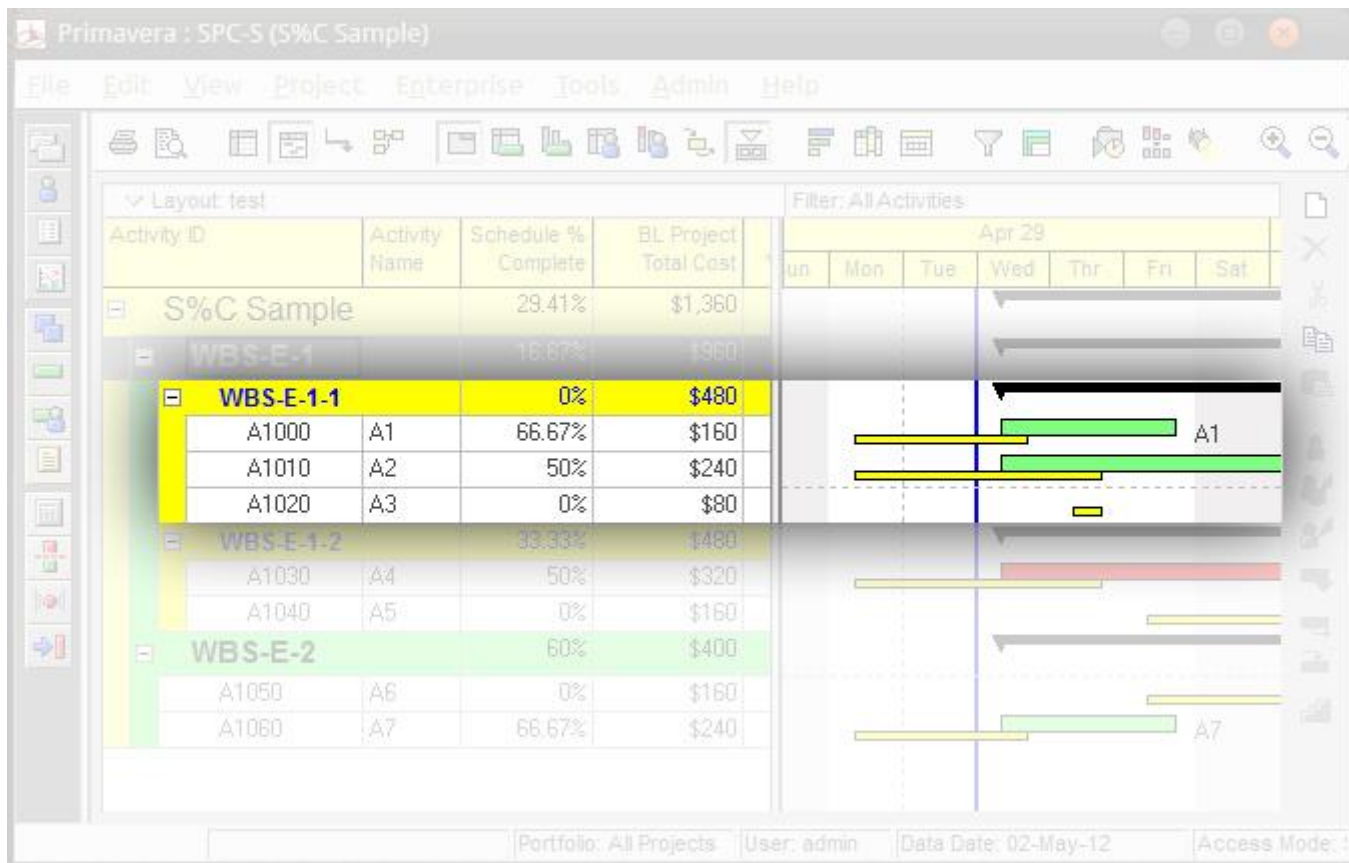 Primavera : SPC-S (S%C Sample)
File Edit View Project Enterprise Tools Admin Help
Layout: test Filter: All Activities
Activity ID Activity Name Schedule % Complete BL Project Total Cost Apr 29
Sun Mon Tue Wed Thr Fri Sat
S%C Sample 29.41% $1,360
WBS-E-1 16.67% $960
WBS-E-1-1 0% $480
A1000 A1 66.67% $160 A1
A1010 A2 50% $240
A1020 A3 0% $80
WBS-E-1-2 33.33% $480
A1030 A4 50% $320
A1040 A5 0% $160
WBS-E-2 60% $400
A1050 A6 0% $160
A1060 A7 66.67% $240 A7
Portfolio: All Projects User: admin Data Date: 02-May-12 Access Mode: